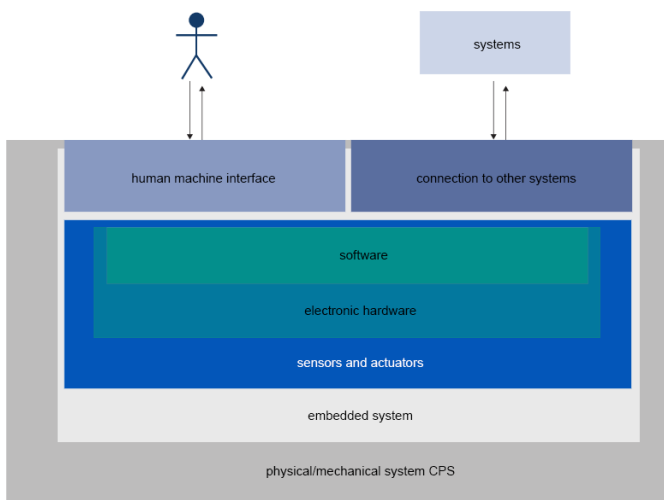 systems
human machine interface
connection to other systems
software
electronic hardware
sensors and actuators
embedded system
physical/mechanical system CPS